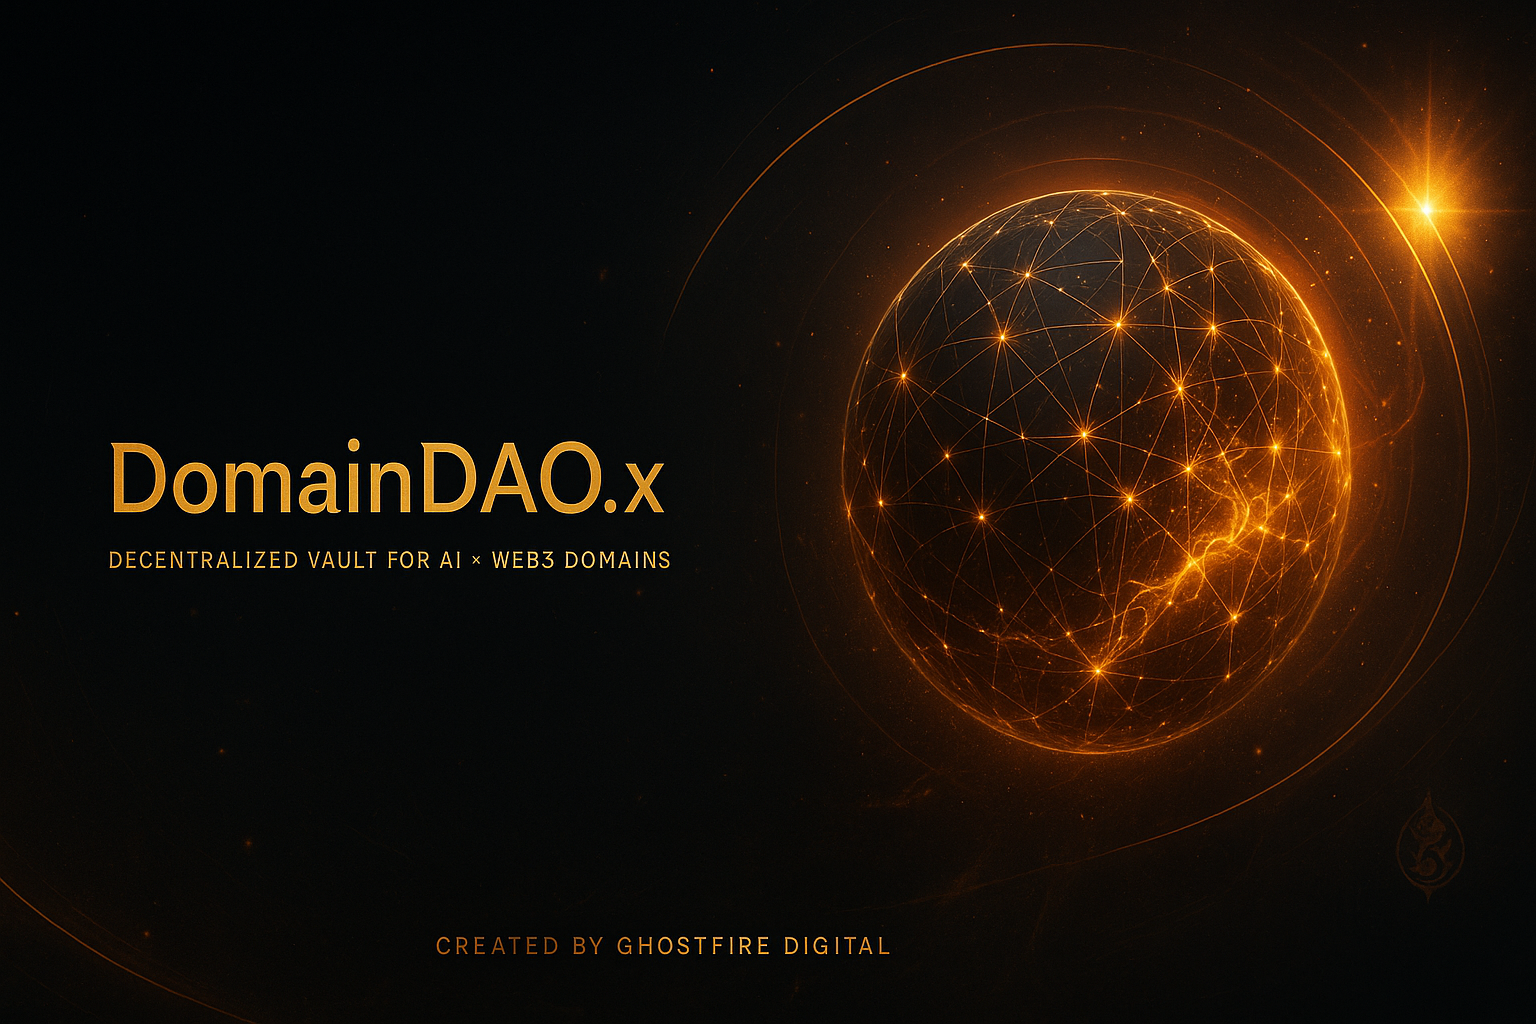 DomainDAO.x
DECENTRALIZED VAULT FOR AI × WEB3 DOMAINS
CREATED BY GHOSTFIRE DIGITAL